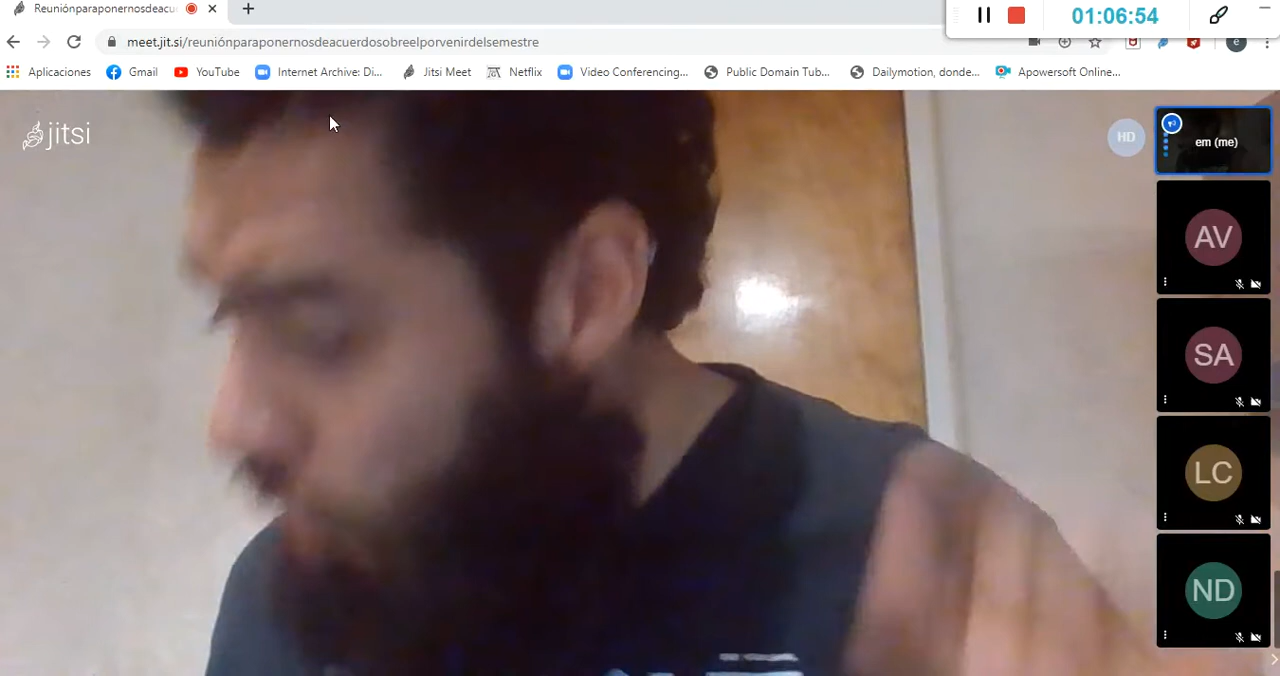 Reuniónparaponernosdeacu
01:06:54
meet.jit.si/reuniónparaponernosdeacuerdosobreelporvenirdelsemestre
e
Aplicaciones Gmail YouTube Internet Archive: Di... Jitsi Meet Netflix Video Conferencing... Public Domain Tub... Dailymotion, donde... Apowersoft Online...
jitsi
HD
em (me)
AV
SA
LC
ND